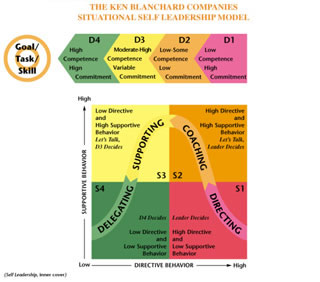 THE KEN BLANCHARD COMPANIES
SITUATIONAL SELF LEADERSHIP MODEL
Goal/
Task/
Skill
D4
High
Competence
High
Commitment
D3
Moderate-High
Competence
Variable
Commitment
D2
Low-Some
Competence
Low
Commitment
D1
Low
Competence
High
Commitment
High
SUPPORTIVE BEHAVIOR
Low Directive
and
High Supportive
Behavior
Let's Talk,
D3 Decides
SUPPORTING
S3
High Directive
and
High Supportive
Behavior
Let's Talk,
Leader Decides
COACHING
S2
S4
DELEGATING
D4 Decides
Low Directive
and
Low Supportive
Behavior
S1
DIRECTING
Leader Decides
High Directive
and
Low Supportive
Behavior
Low
DIRECTIVE BEHAVIOR
High
(Self Leadership, inner cover)